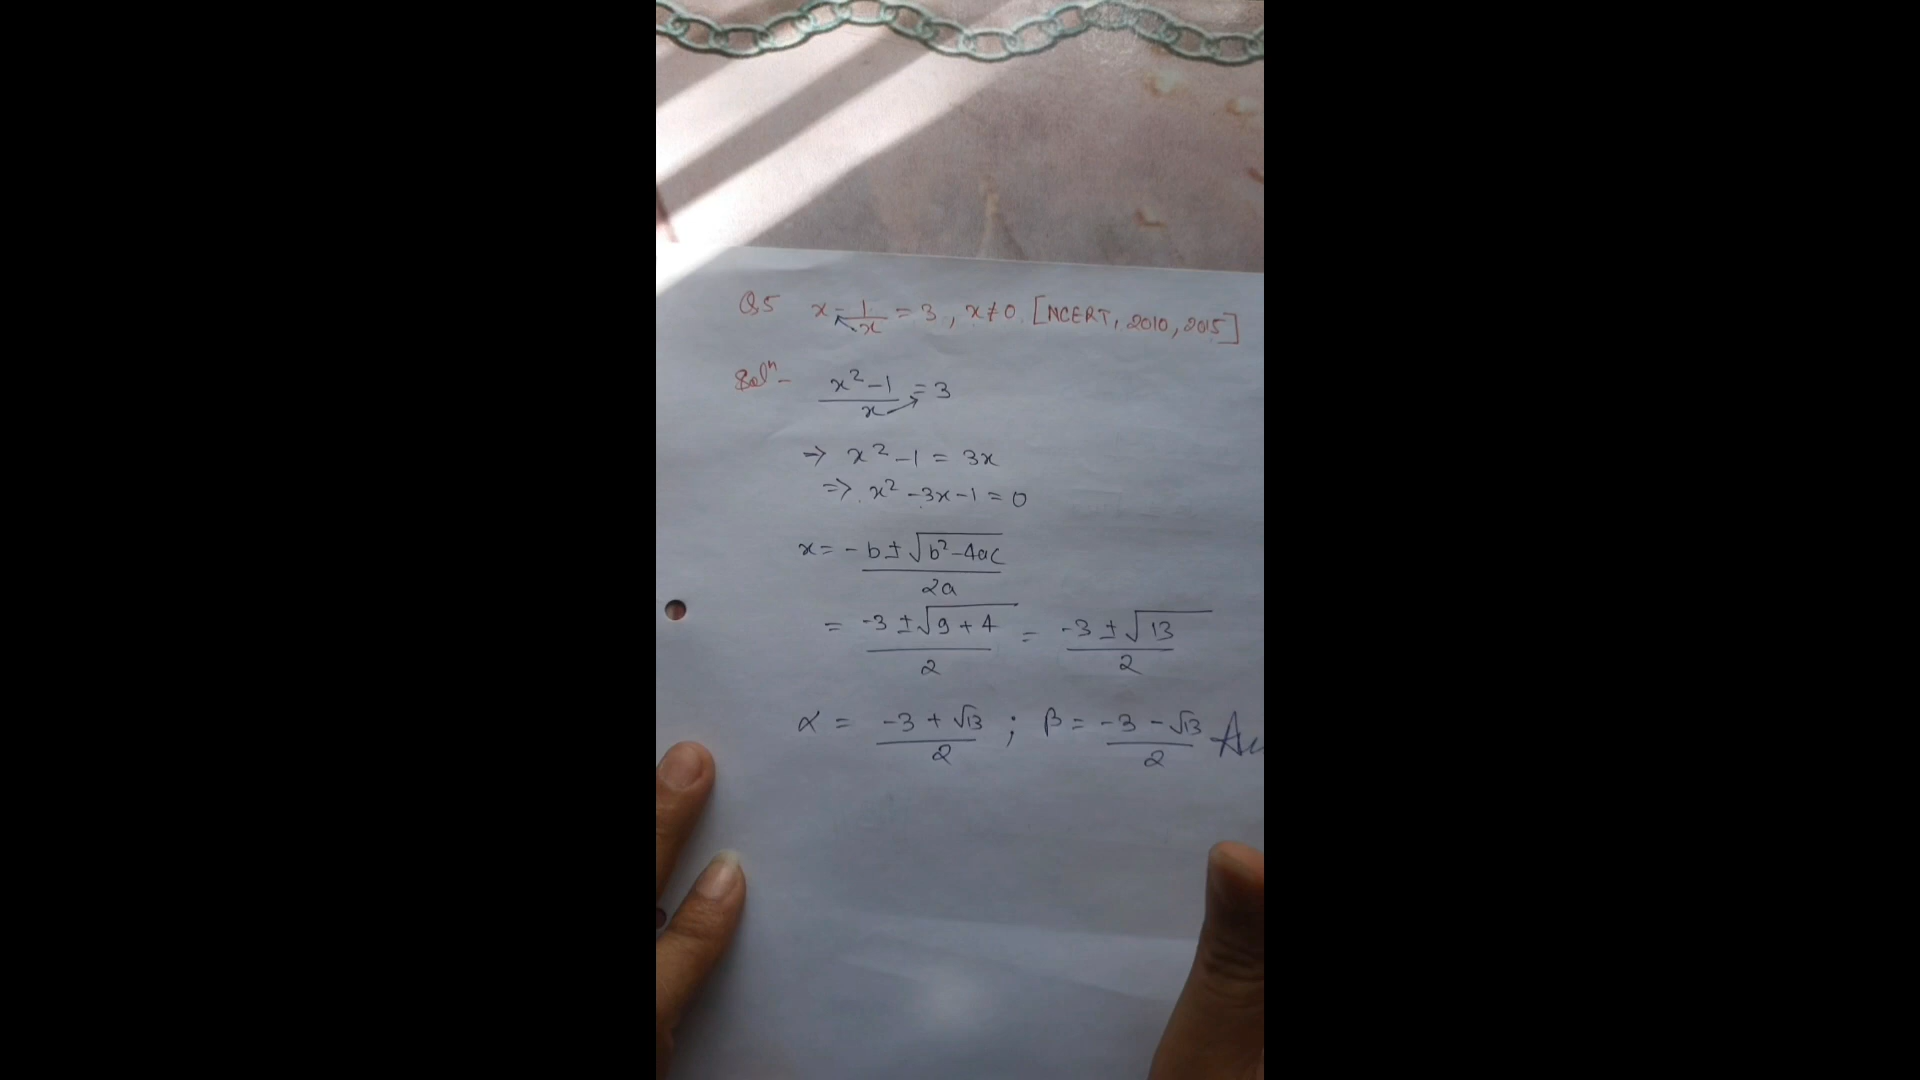 Q5 x - 1/x = 3, x ≠ 0 [NCERT, 2010, 2015]
Solⁿ - (x² - 1)/x = 3
→ x² - 1 = 3x
⇒ x² - 3x - 1 = 0
x = (-b ± √(b² - 4ac))/2a
= (-3 ± √(9 + 4))/2 = (-3 ± √13)/2
α = (-3 + √13)/2 ; β = (-3 - √13)/2